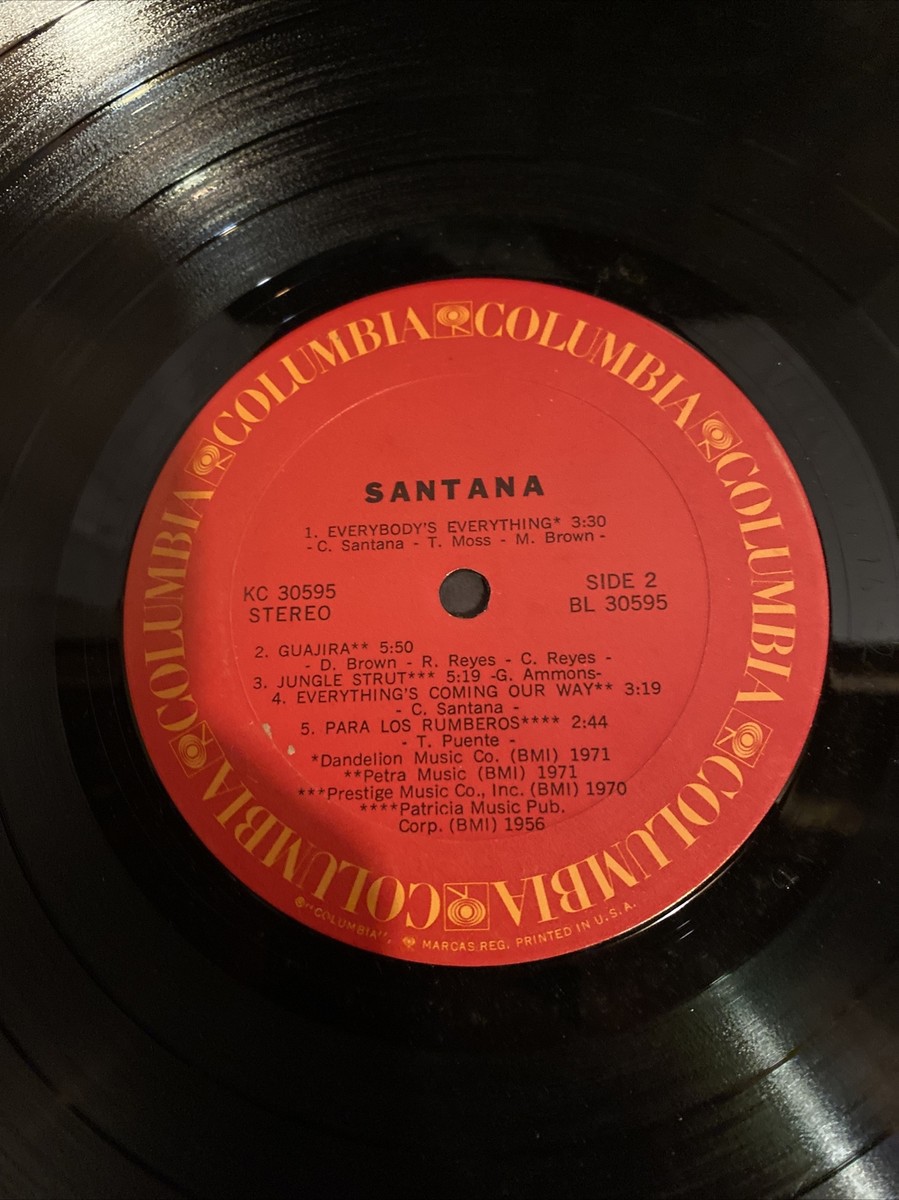 COLUMBIA COLUMBIA COLUMBIA COLUMBIA COLUMBIA COLUMBIA
SANTANA
1. EVERYBODY'S EVERYTHING* 3:30
- C. Santana - T. Moss - M. Brown -
KC 30595
STEREO
SIDE 2
BL 30595
2. GUAJIRA** 5:50
- D. Brown - R. Reyes - C. Reyes -
3. JUNGLE STRUT*** 5:19 -G. Ammons-
4. EVERYTHING'S COMING OUR WAY** 3:19
- C. Santana -
5. PARA LOS RUMBEROS**** 2:44
- T. Puente -
*Dandelion Music Co. (BMI) 1971
**Petra Music (BMI) 1971
***Prestige Music Co., Inc. (BMI) 1970
****Patricia Music Pub.
Corp. (BMI) 1956
®"COLUMBIA", MARCAS REG. PRINTED IN U.S.A.